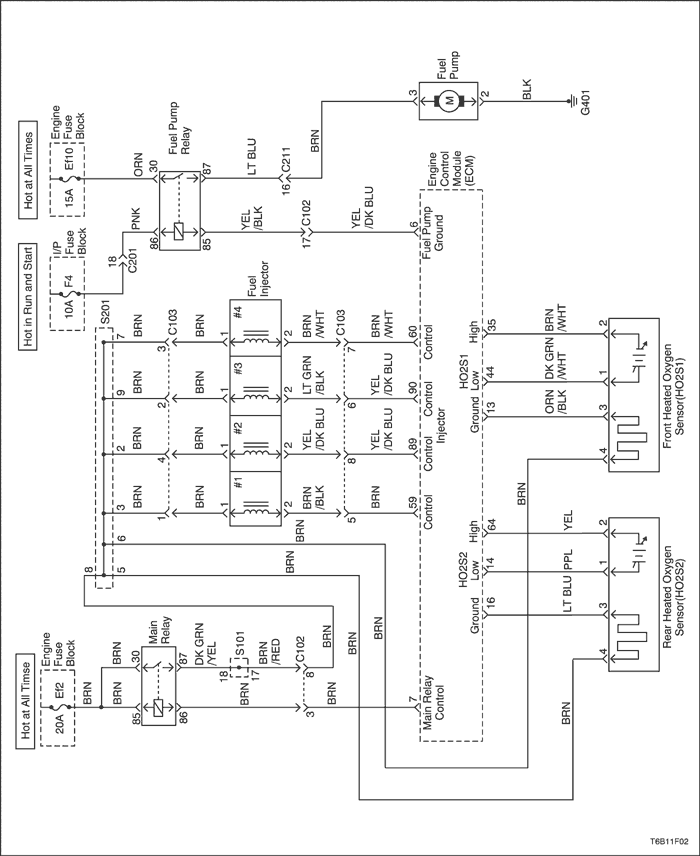 Hot at All Timse
Engine
Fuse
Block
20A
Ef2
BRN
BRN
BRN
85
30
Main
Relay
86
87
DK GRN
/YEL
18
S101
17
BRN
BRN
/RED
C102
3
8
BRN
BRN
7
Main Relay
Control
Hot in Run and Start
I/P
Fuse
Block
10A
F4
18
C201
PNK
Hot at All Times
Engine
Fuse
Block
15A
Ef10
ORN
86
30
Fuel Pump
Relay
85
87
YEL
/BLK
LT BLU
17
C102
16
C211
YEL
/DK BLU
BRN
6
Fuel Pump
Ground
3
Fuel
Pump
M
2
BLK
G401
S201
8
5
6
3
2
9
7
BRN
BRN
BRN
BRN
BRN
BRN
1
4
2
3
C103
BRN
BRN
BRN
BRN
1
1
1
1
#1
#2
#3
#4
Fuel
Injector
2
2
2
2
BRN
/BLK
YEL
/DK BLU
LT GRN
/BLK
BRN
/WHT
5
8
6
7
C103
BRN
YEL
/DK BLU
YEL
/DK BLU
BRN
/WHT
59
89
90
60
Control
Control
Control
Control
Injector
Engine
Control
Module
(ECM)
Ground
Low
High
HO2S2
16
14
64
LT BLU
PPL
YEL
BRN
BRN
4
3
1
2
Rear Heated Oxygen
Sensor(HO2S2)
Ground
Low
High
HO2S1
13
44
35
ORN
/BLK
DK GRN
/WHT
BRN
/WHT
BRN
BRN
4
3
1
2
Front Heated Oxygen
Sensor(HO2S1)
T6B11F02